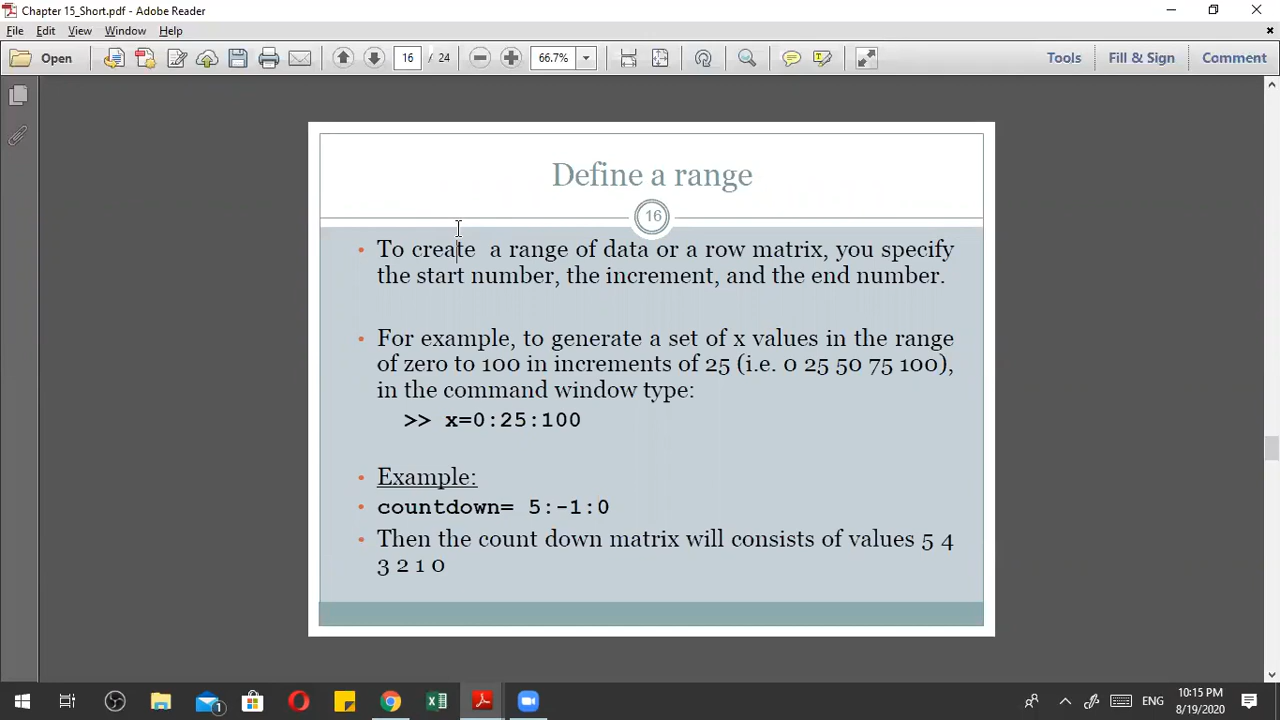 Chapter 15_Short.pdf - Adobe Reader
File Edit View Window Help
Open 16 / 24 66.7% Tools Fill & Sign Comment
Define a range
16
• To create a range of data or a row matrix, you specify
the start number, the increment, and the end number.
• For example, to generate a set of x values in the range
of zero to 100 in increments of 25 (i.e. 0 25 50 75 100),
in the command window type:
>> x=0:25:100
• Example:
• countdown= 5:-1:0
• Then the count down matrix will consists of values 5 4
3 2 1 0
1
ENG
10:15 PM
8/19/2020